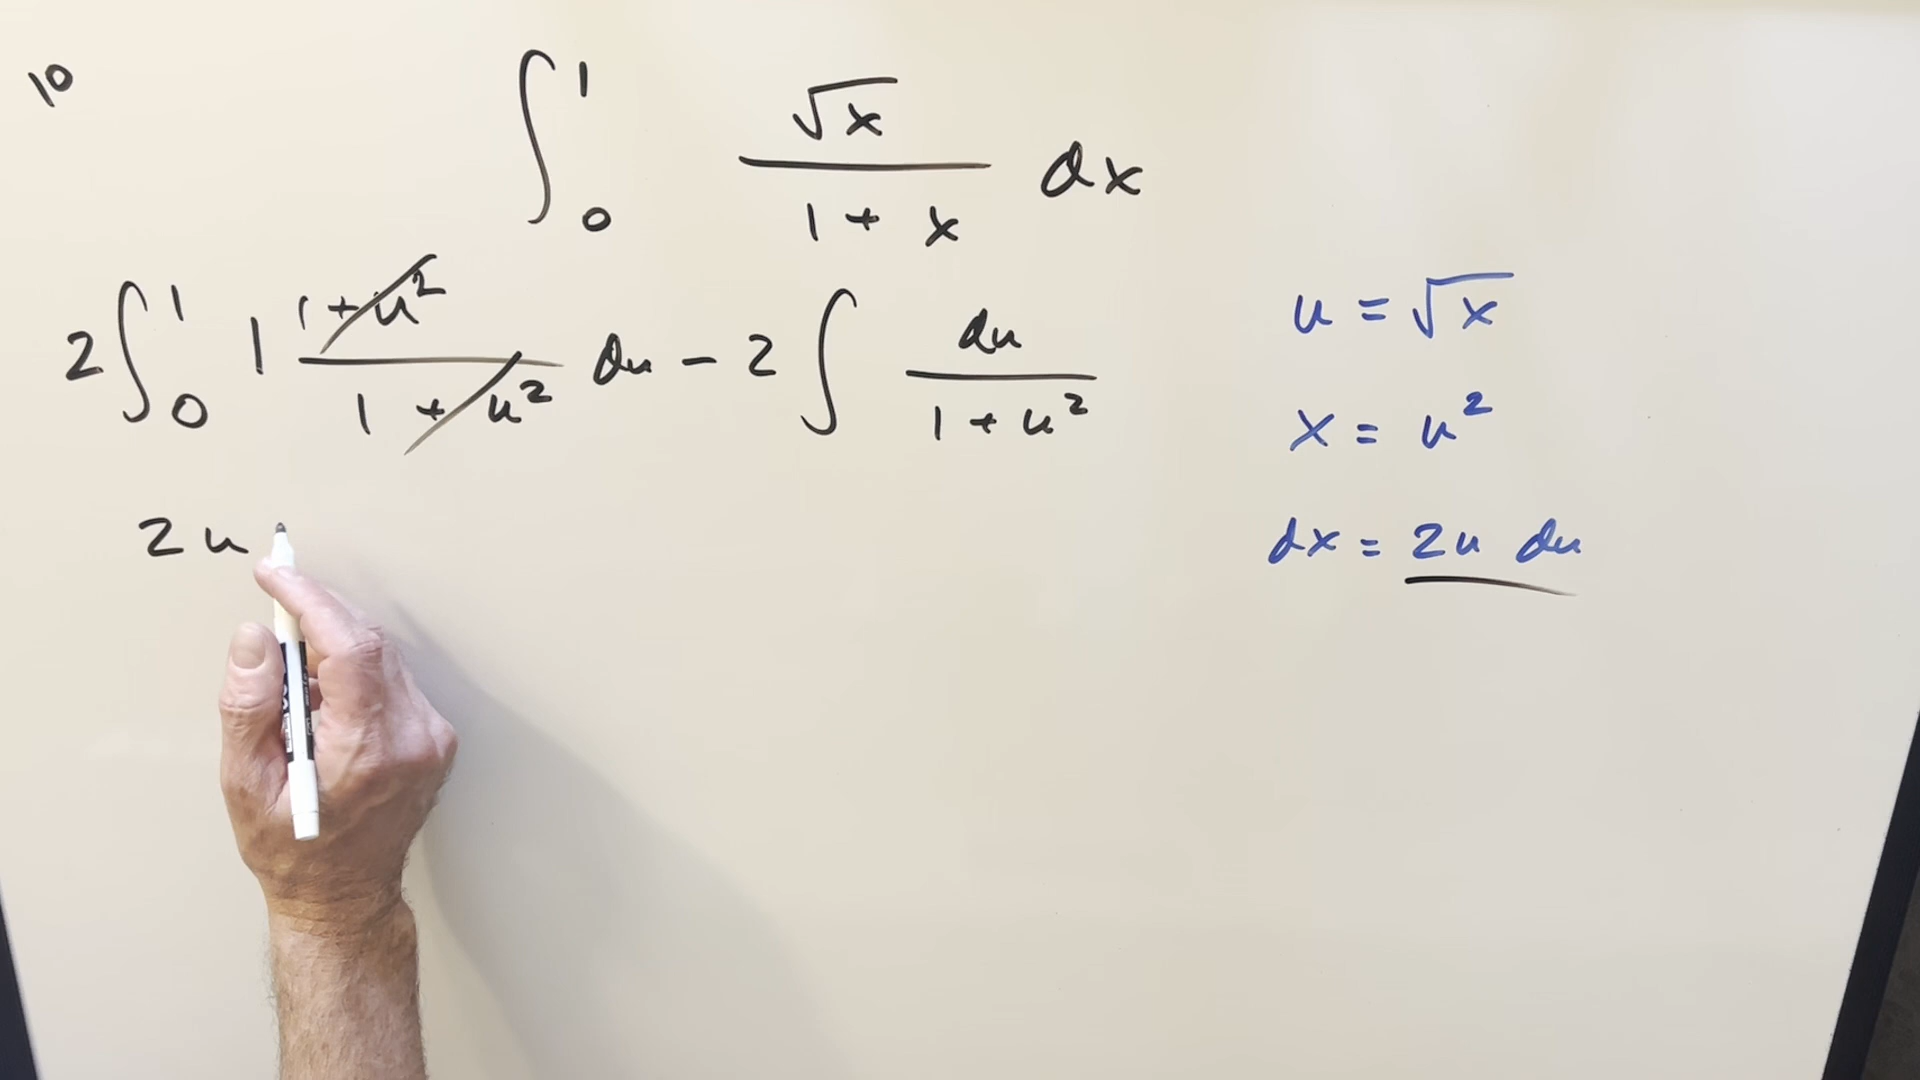 10
∫₀¹ √x / (1 + x) dx
2 ∫₀¹ 1 (1 + u²) / (1 + u²) du − 2 ∫ du / (1 + u²)
u = √x
x = u²
2u
dx = 2u du